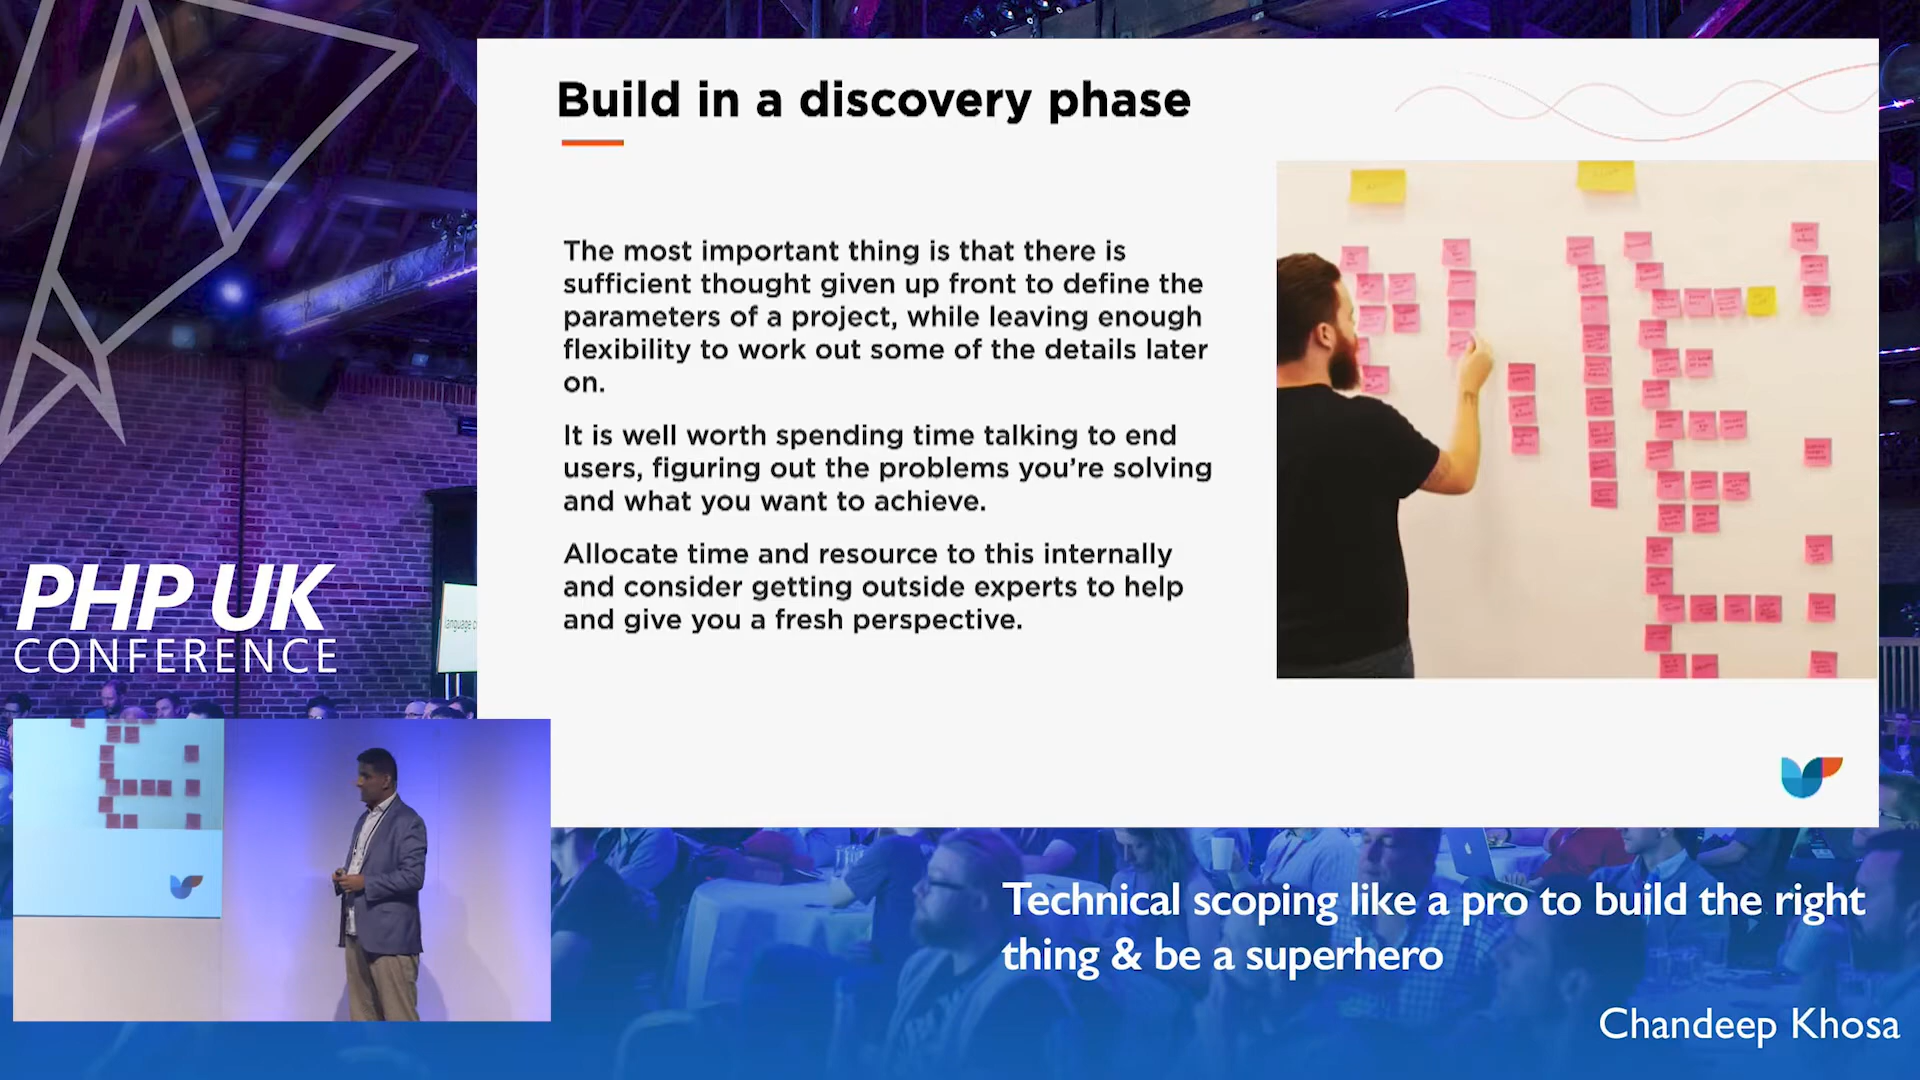 Build in a discovery phase
The most important thing is that there is
sufficient thought given up front to define the
parameters of a project, while leaving enough
flexibility to work out some of the details later
on.
It is well worth spending time talking to end
users, figuring out the problems you're solving
and what you want to achieve.
Allocate time and resource to this internally
and consider getting outside experts to help
and give you a fresh perspective.
PHP UK
CONFERENCE
language
Technical scoping like a pro to build the right
thing & be a superhero
Chandeep Khosa